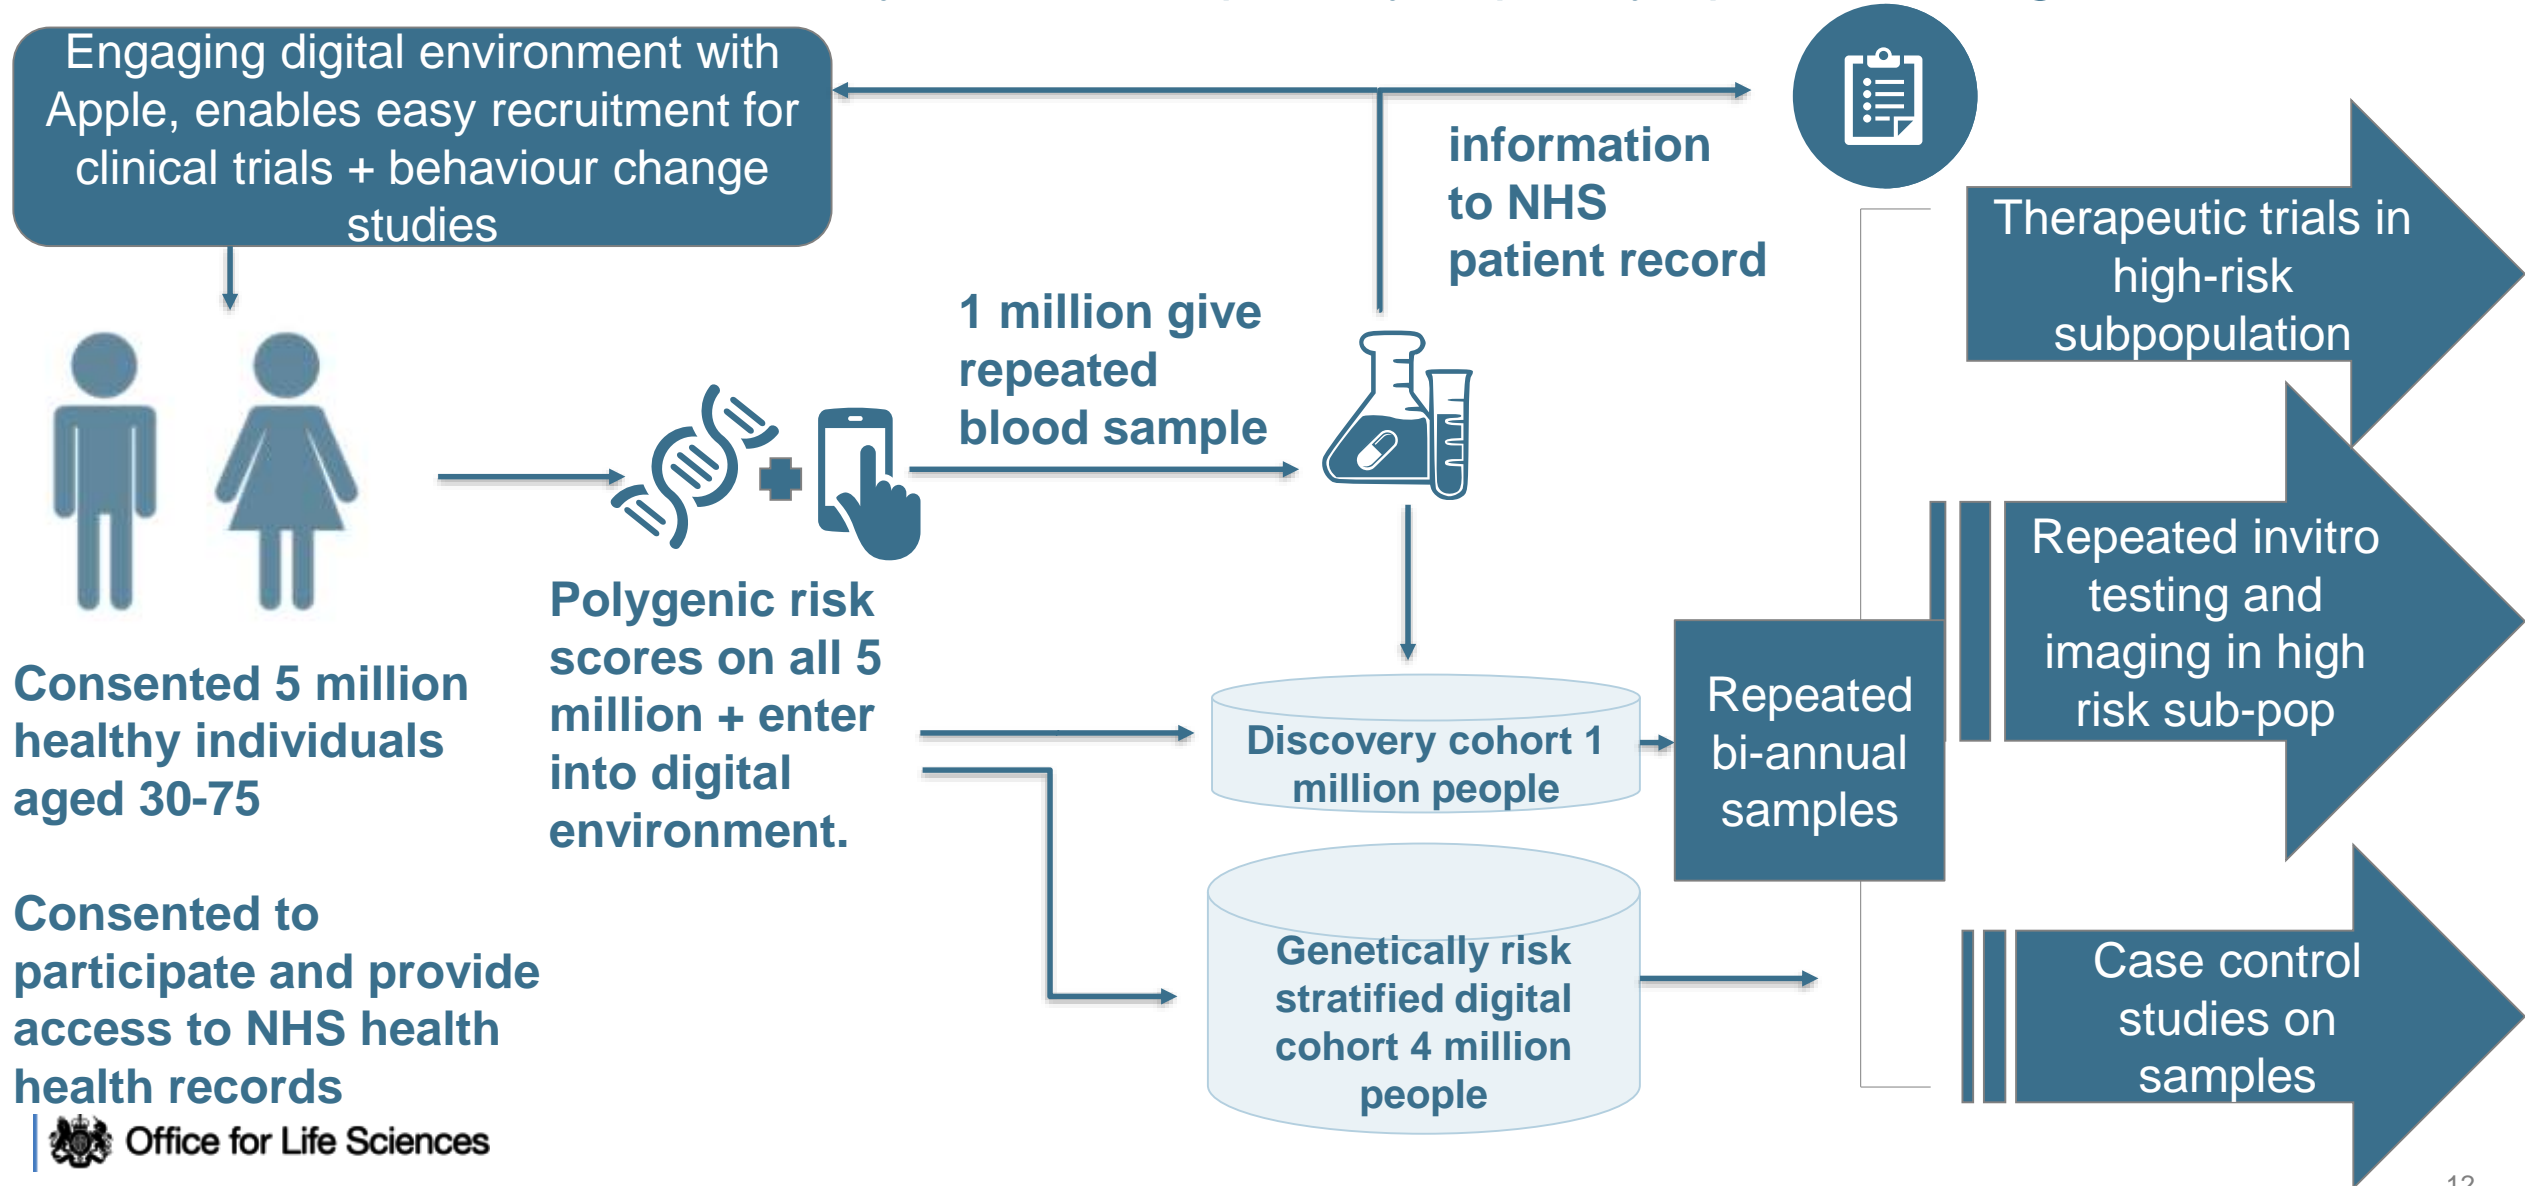 Engaging digital environment with
Apple, enables easy recruitment for
clinical trials + behaviour change
studies
information
to NHS
patient record
Therapeutic trials in
high-risk
subpopulation
1 million give
repeated
blood sample
Repeated invitro
testing and
imaging in high
risk sub-pop
Polygenic risk
scores on all 5
million + enter
into digital
environment.
Consented 5 million
healthy individuals
aged 30-75
Consented to
participate and provide
access to NHS health
health records
Discovery cohort 1
million people
Repeated
bi-annual
samples
Genetically risk
stratified digital
cohort 4 million
people
Case control
studies on
samples
Office for Life Sciences
12